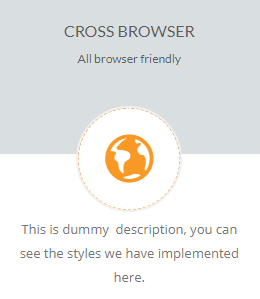 CROSS BROWSER
All browser friendly
This is dummy  description, you can
see the styles we have implemented
here.